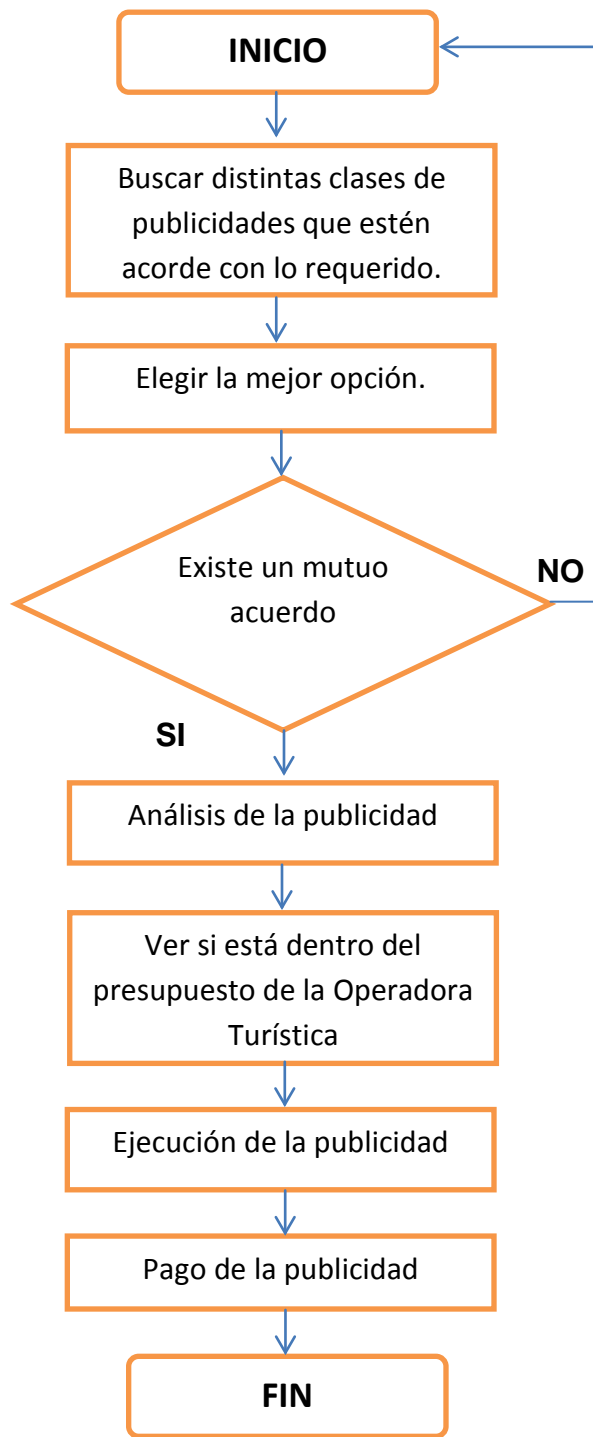 INICIO
Buscar distintas clases de
publicidades que estén
acorde con lo requerido.
Elegir la mejor opción.
Existe un mutuo
acuerdo
NO
SI
Análisis de la publicidad
Ver si está dentro del
presupuesto de la Operadora
Turística
Ejecución de la publicidad
Pago de la publicidad
FIN